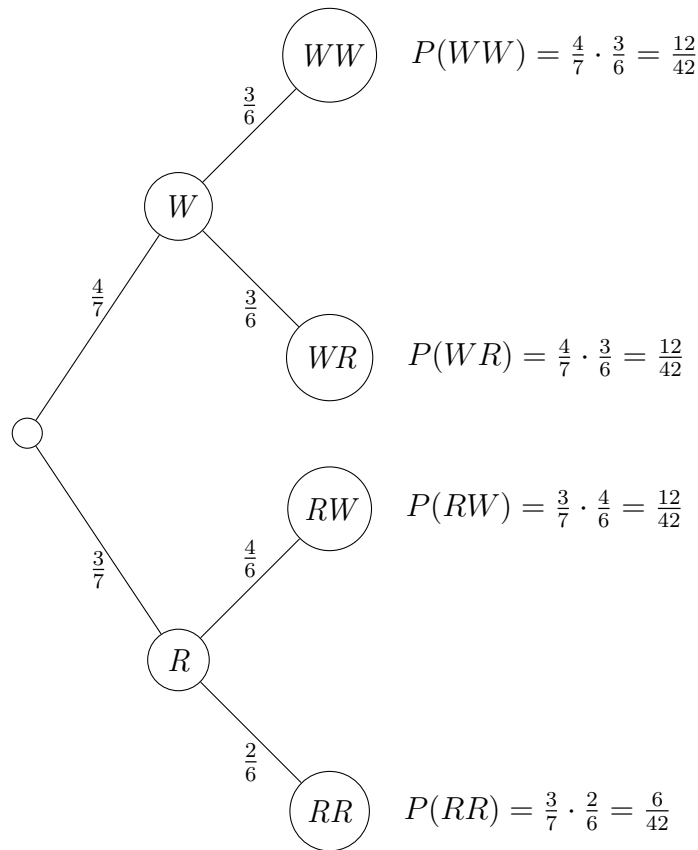 WW P(WW) = 4/7 · 3/6 = 12/42
3/6
W
4/7
3/6
WR P(WR) = 4/7 · 3/6 = 12/42
RW P(RW) = 3/7 · 4/6 = 12/42
3/7
4/6
R
2/6
RR P(RR) = 3/7 · 2/6 = 6/42